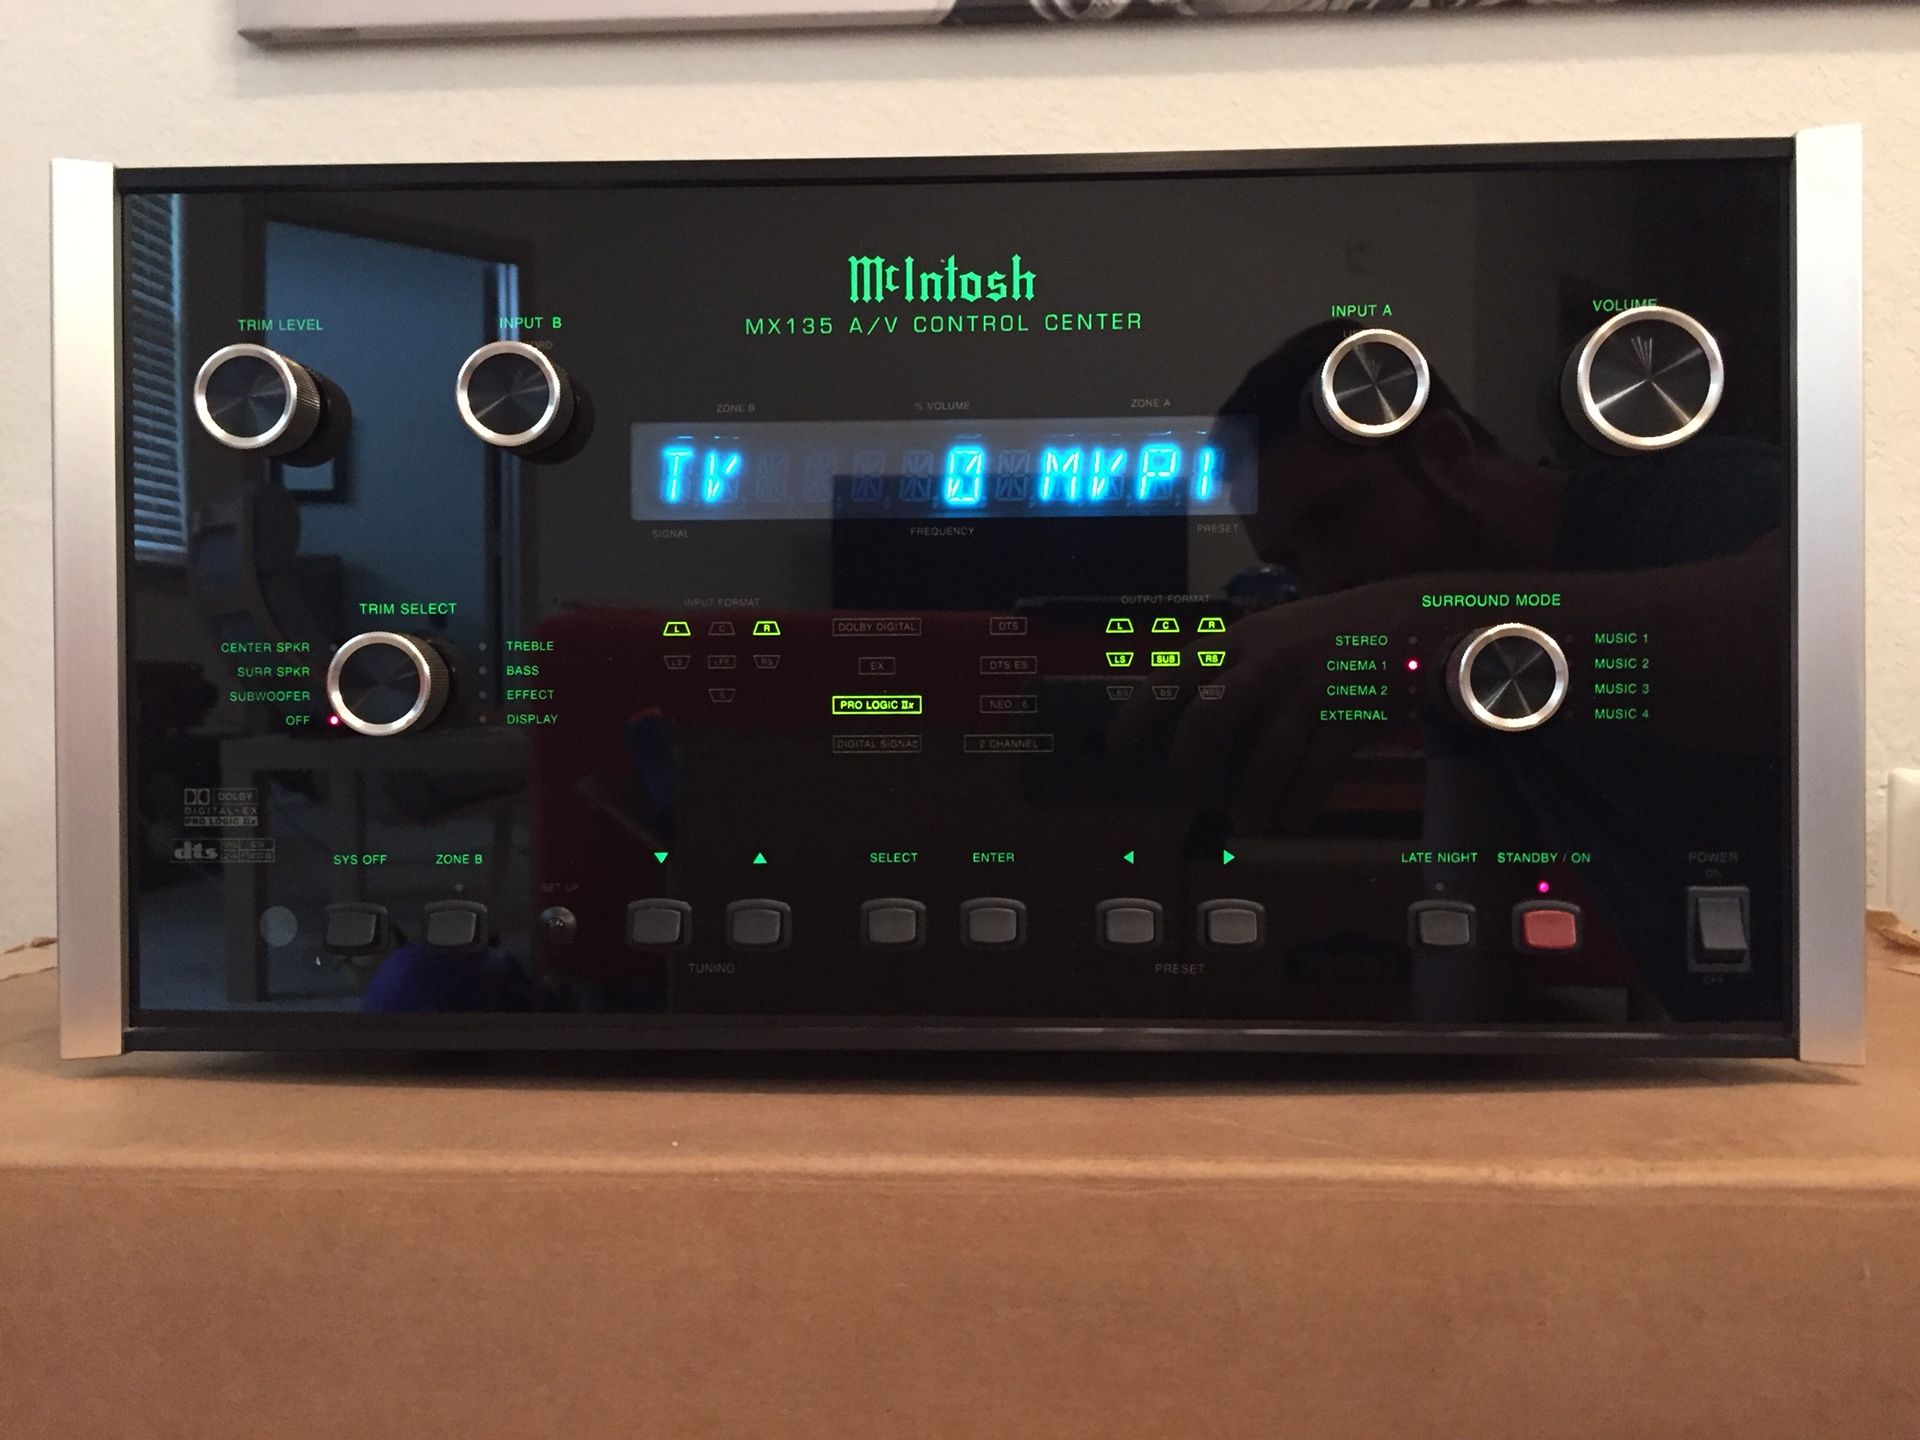 McIntosh
MX135 A/V CONTROL CENTER
TRIM LEVEL
INPUT B
INPUT A
VOLUME
ZONE B
% VOLUME
ZONE A
TV 0 MVP1
SIGNAL
FREQUENCY
PRESET
TRIM SELECT
CENTER SPKR
SURR SPKR
SUBWOOFER
OFF
TREBLE
BASS
EFFECT
DISPLAY
INPUT FORMAT
L C R
LS LFE RS
S
DOLBY DIGITAL
EX
PRO LOGIC IIx
DIGITAL SIGNAL
DTS
DTS ES
NEO : 6
2 CHANNEL
OUTPUT FORMAT
L C R
LS SUB RS
LBS BS RBS
SURROUND MODE
STEREO
CINEMA 1
CINEMA 2
EXTERNAL
MUSIC 1
MUSIC 2
MUSIC 3
MUSIC 4
DOLBY
DIGITAL • EX
PRO LOGIC IIx
dts
SYS OFF
ZONE B
SET UP
▼
▲
TUNING
SELECT
ENTER
◀
▶
PRESET
LATE NIGHT
STANDBY / ON
POWER
ON
OFF